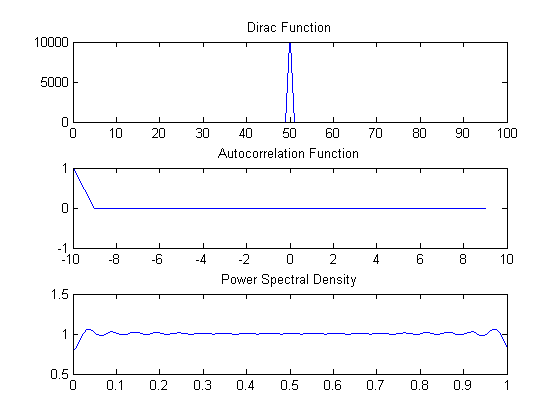 Dirac Function
10000
5000
0
0 10 20 30 40 50 60 70 80 90 100
Autocorrelation Function
1
0
-1
-10 -8 -6 -4 -2 0 2 4 6 8 10
Power Spectral Density
1.5
1
0.5
0 0.1 0.2 0.3 0.4 0.5 0.6 0.7 0.8 0.9 1